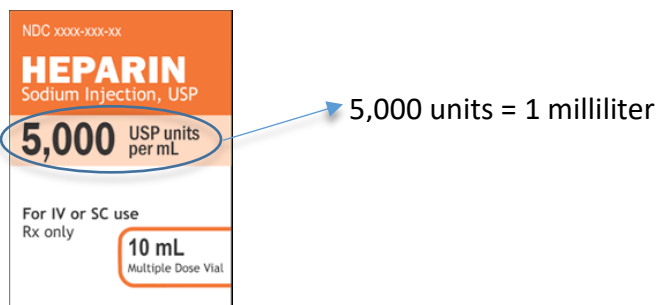 NDC xxxx-xxx-xx
HEPARIN
Sodium Injection, USP
5,000 USP units
per mL
5,000 units = 1 milliliter
For IV or SC use
Rx only
10 mL
Multiple Dose Vial